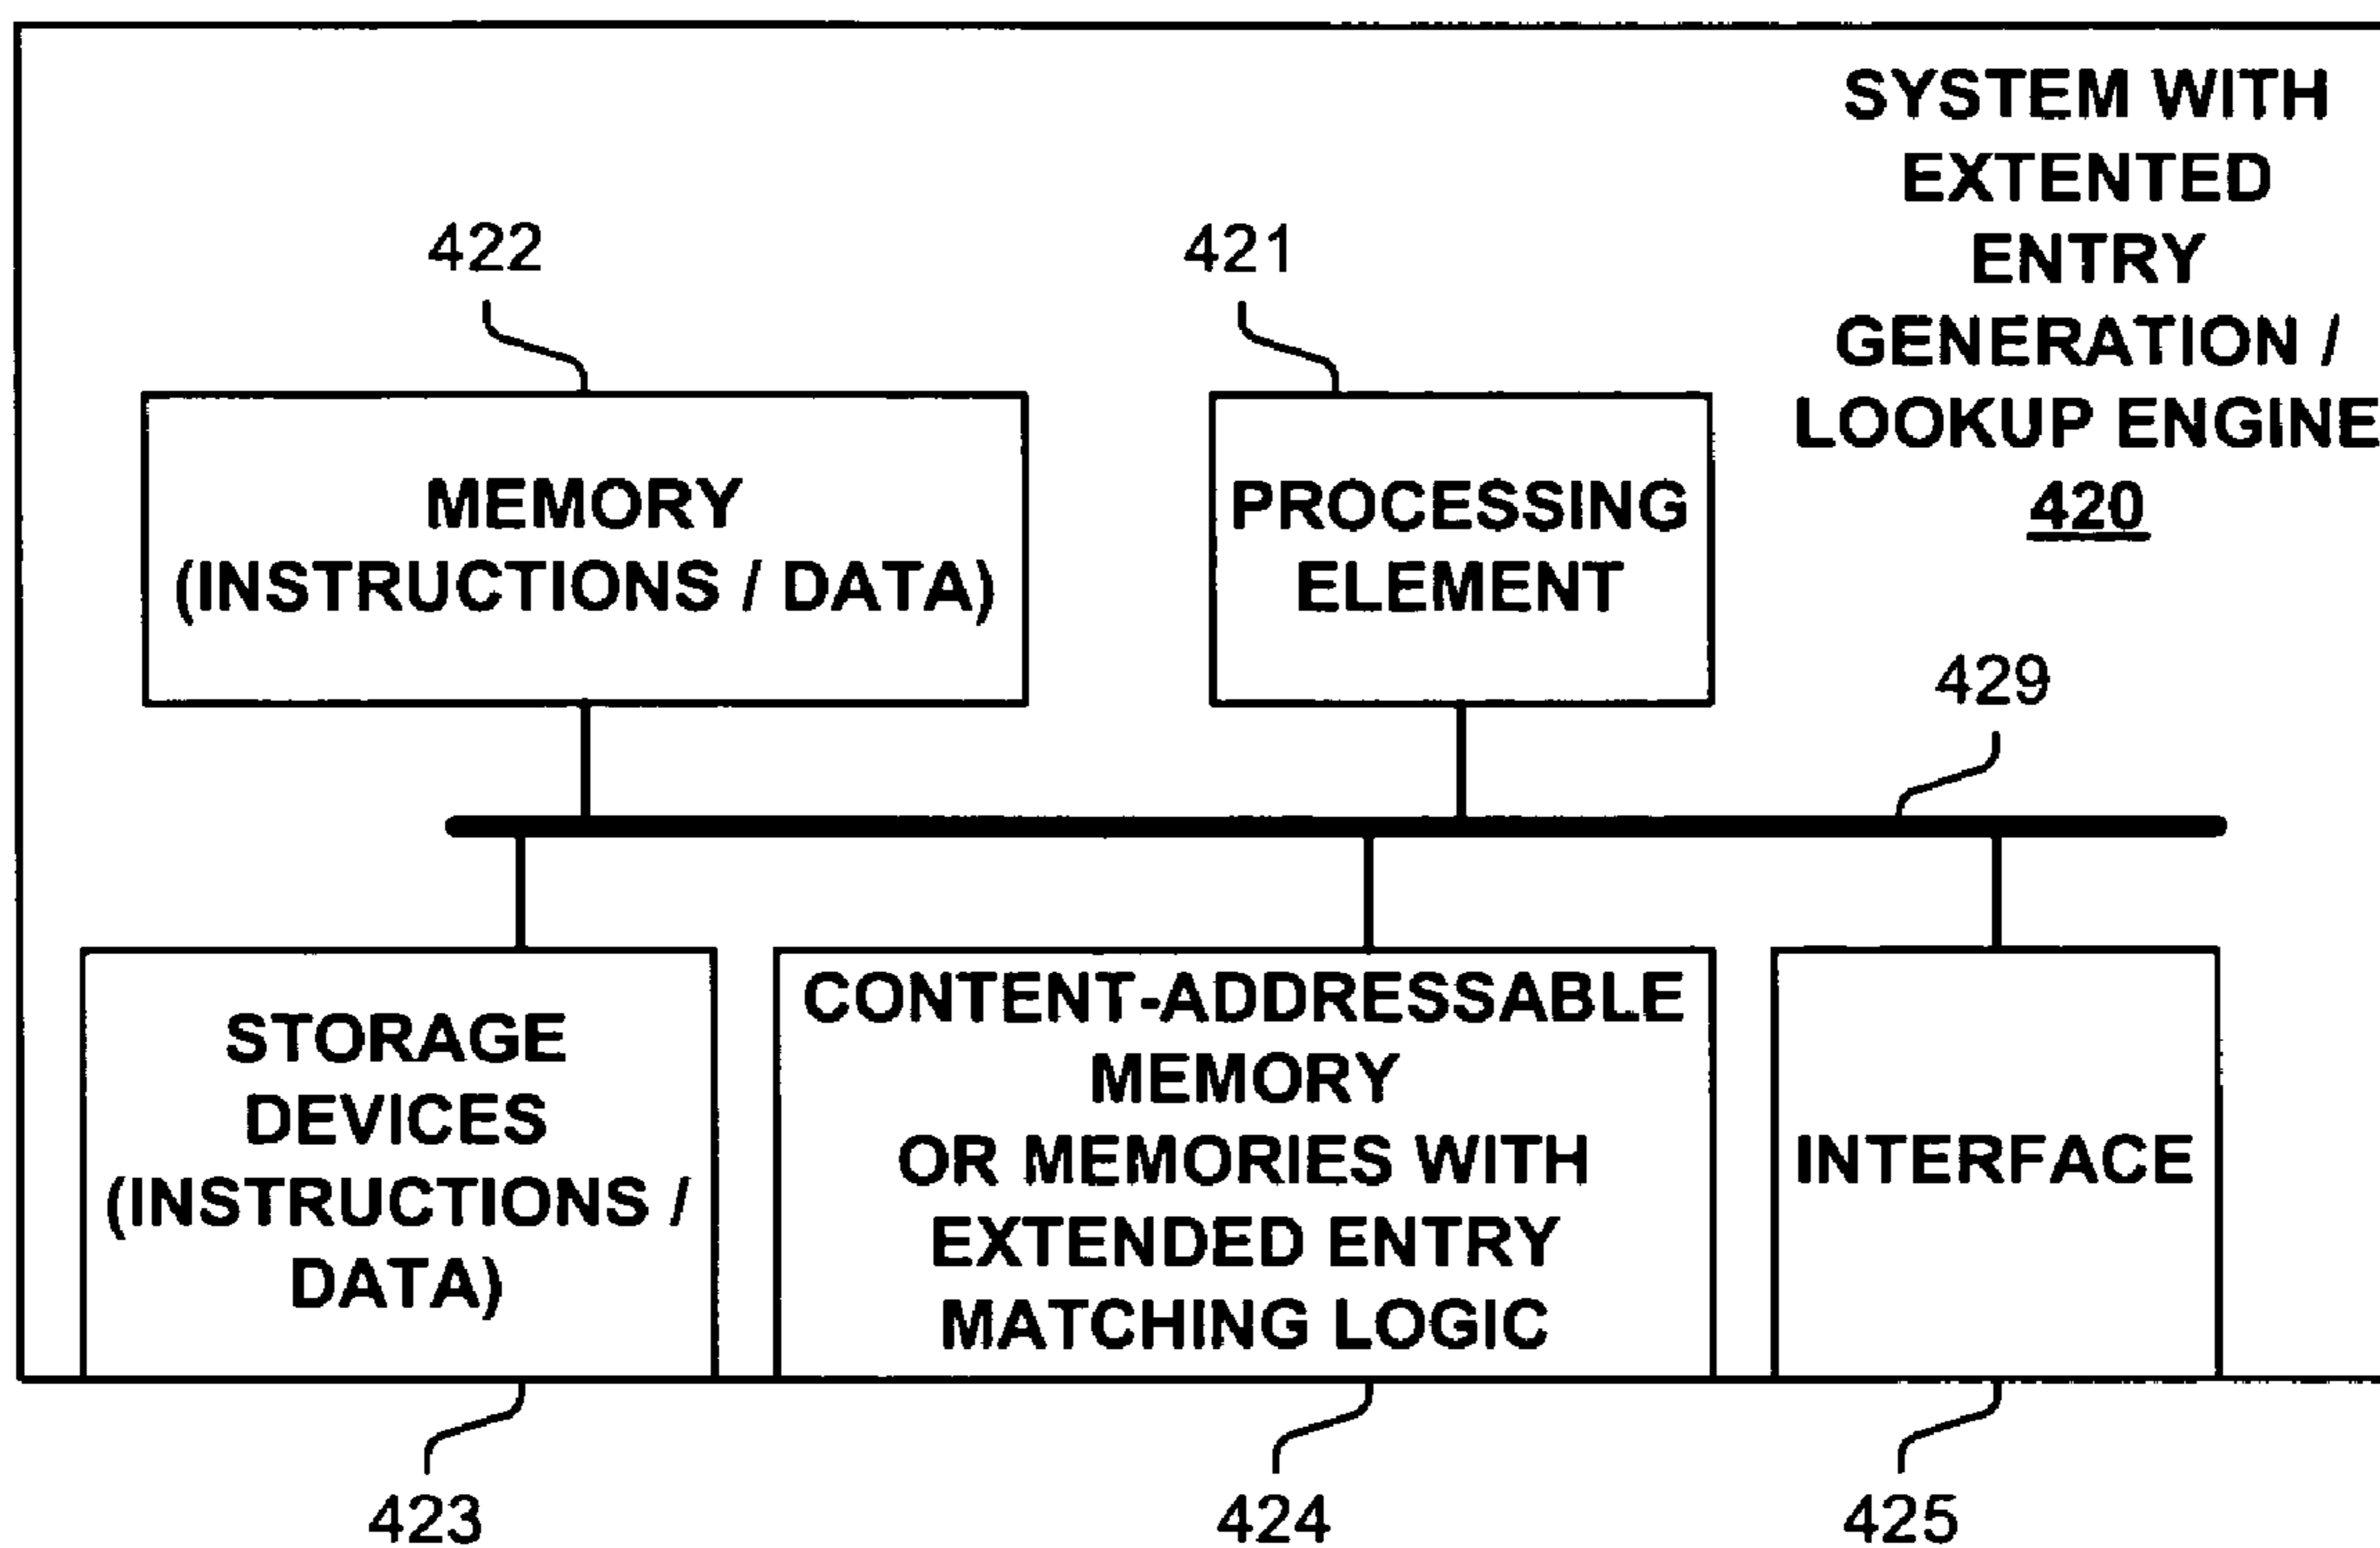 SYSTEM WITH
EXTENTED
ENTRY
GENERATION /
LOOKUP ENGINE
420
422
421
MEMORY
(INSTRUCTIONS / DATA)
PROCESSING
ELEMENT
429
STORAGE
DEVICES
(INSTRUCTIONS /
DATA)
CONTENT-ADDRESSABLE
MEMORY
OR MEMORIES WITH
EXTENDED ENTRY
MATCHING LOGIC
INTERFACE
423
424
425